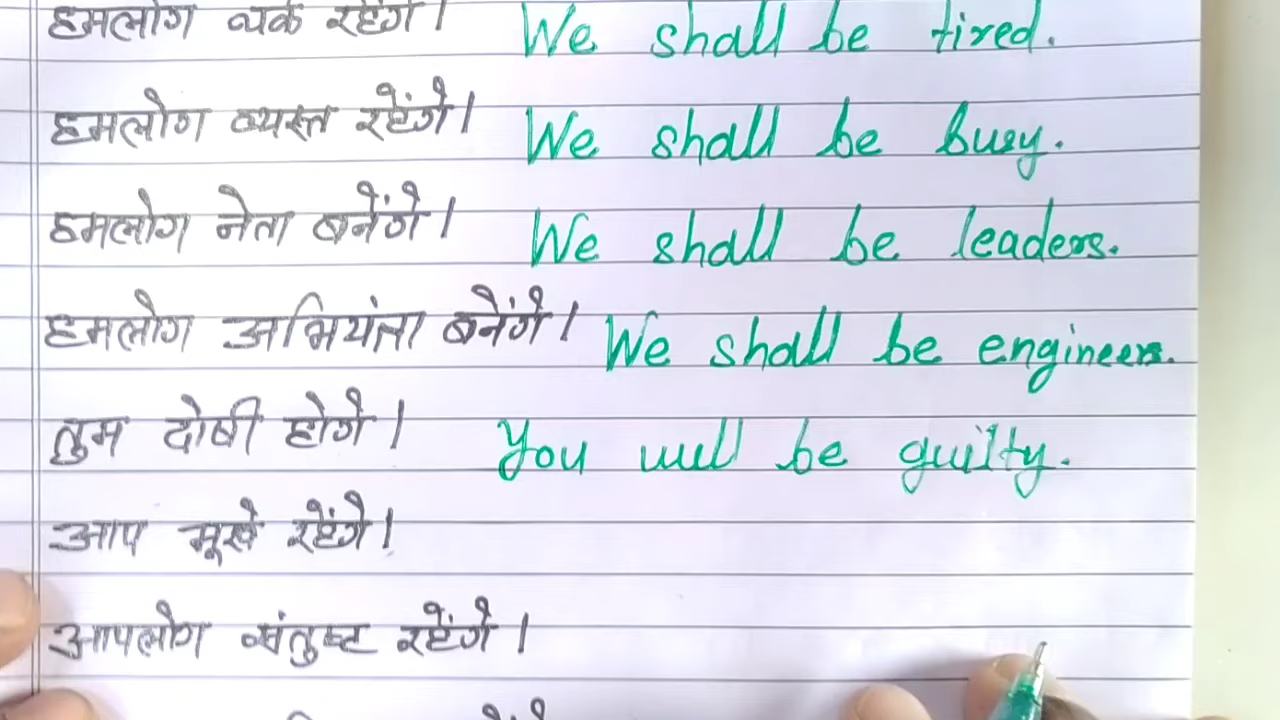 हमलोग थके रहेंगे। We shall be tired.
हमलोग व्यस्त रहेंगे। We shall be busy.
हमलोग नेता बनेंगे। We shall be leaders.
हमलोग अभियंता बनेंगे। We shall be engineers.
तुम दोषी होगे। You will be guilty.
आप भूखे रहेंगे।
आपलोग संतुष्ट रहेंगे।